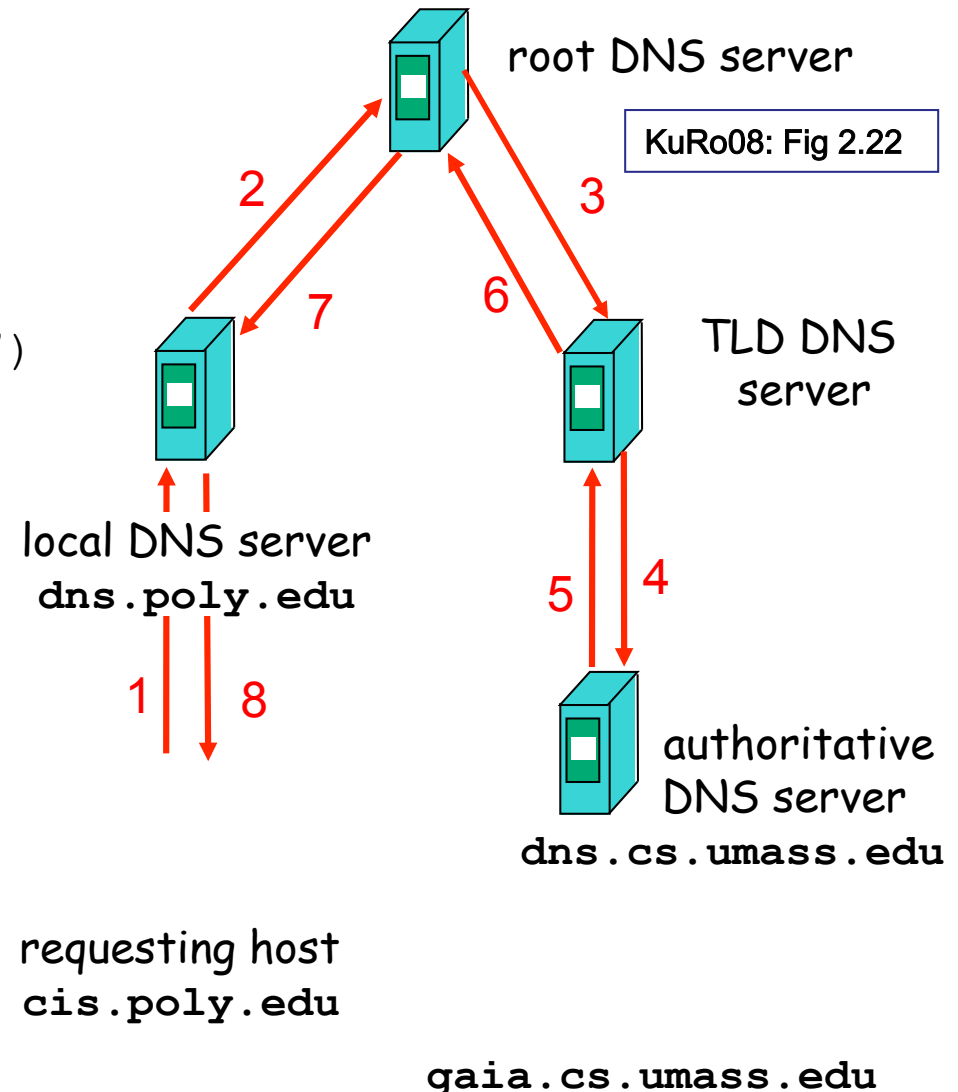 root DNS server
KuRo08: Fig 2.22
2
3
7
6
)
TLD DNS
server
local DNS server
dns.poly.edu
5
4
1
8
authoritative
DNS server
dns.cs.umass.edu
requesting host
cis.poly.edu
gaia.cs.umass.edu